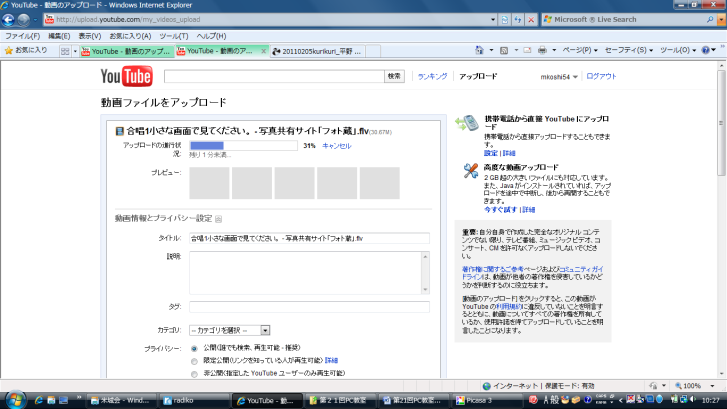 YouTube - 動画のアップロード - Windows Internet Explorer
http://upload.youtube.com/my_videos_upload
Microsoft® Live Search
ファイル(F) 編集(E) 表示(V) お気に入り(A) ツール(T) ヘルプ(H)
お気に入り
YouTube - 動画のアップ...
YouTube - 動画のア...
20110205kurikuri_平野 ...
ページ(P) セーフティ(S) ツール(O)
YouTube
検索
ランキング
アップロード
mkoshi54
ログアウト
動画ファイルをアップロード
合唱1小さな画面で見てください。-写真共有サイト「フォト蔵」.flv(30.67M)
アップロードの進行状況:
31% キャンセル
残り 1 分未満...
プレビュー:
動画情報とプライバシー設定
タイトル:
合唱1小さな画面で見てください。- 写真共有サイト「フォト蔵」.flv
説明:
タグ:
カテゴリ:
-- カテゴリを選択 --
プライバシー:
公開(誰でも検索、再生可能 - 推奨)
限定公開(リンクを知っている人が再生可能) 詳細
非公開(指定した YouTube ユーザーのみ再生可能)
携帯電話から直接 YouTube にアップロード
携帯電話から直接アップロードすることもできます。
設定 | 詳細
高度な動画アップロード
2 GB 超の大きいファイルにも対応しています。
また、Java がインストールされていれば、アップ
ロードを途中で中断し、後から再開することもで
きます。
今すぐ試す | 詳細
重要: 自分自身で作成した完全なオリジナル コンテ
ンツでない限り、テレビ番組、ミュージック ビデオ、コ
ンサート、CM を許可なくアップロードしないでくだ
さい。
著作権に関するご参考ページおよびコミュニティ ガイ
ドラインは、動画が他者の著作権を侵害しているかど
うかを判断するのに役立ちます。
[動画のアップロード] をクリックすると、この動画が
YouTube の利用規約に違反していないことを明言す
るとともに、動画についてすべての著作権を所有して
いるか、使用許諾を得てアップロードしていることを明
言したことになります。
インターネット | 保護モード: 有効
100%
末城会 - Wind...
radiko
YouTube - 動...
第２1回PC教室
第21回PC教室...
Picasa 3
A 般
10:27